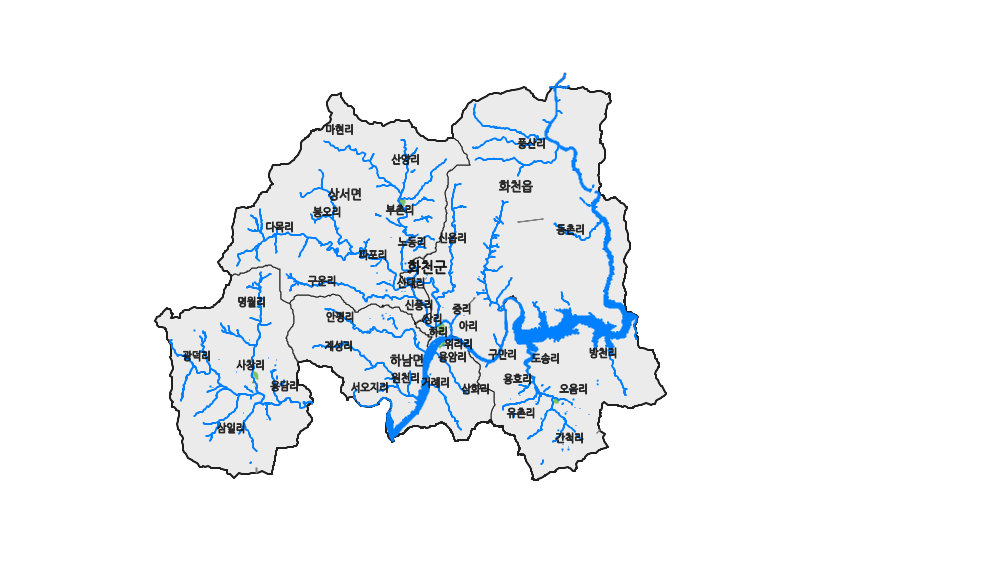 마현리
풍산리
산양리
화천읍
상서면
부촌리
봉오리
다목리
동촌리
신읍리
노동리
마포리
화천군
구운리
산대리
명월리
신풍리
중리
안평리
상리
아리
하리
위라리
계성리
광덕리
용암리
구만리
도송리
방천리
하남면
사창리
원천리
거례리
용호리
용담리
서오지리
삼화리
오음리
유촌리
삼일리
간척리